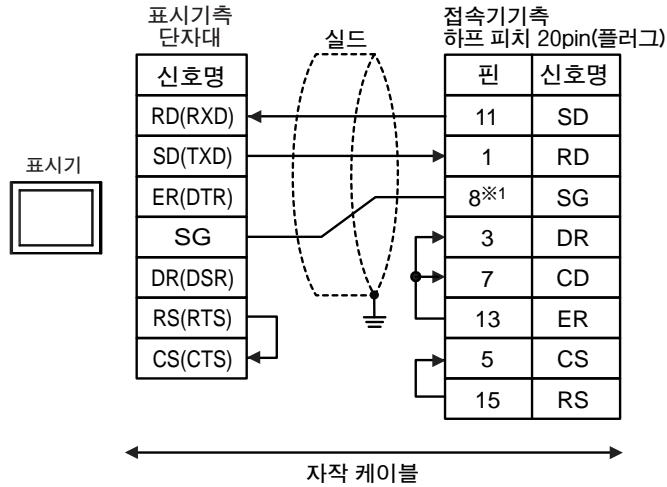 표시기측
단자대
실드
접속기기측
하프 피치 20pin(플러그)
신호명
핀 신호명
RD(RXD) 11 SD
SD(TXD) 1 RD
표시기
ER(DTR) 8※1 SG
SG 3 DR
DR(DSR) 7 CD
RS(RTS) 13 ER
CS(CTS) 5 CS
15 RS
자작 케이블